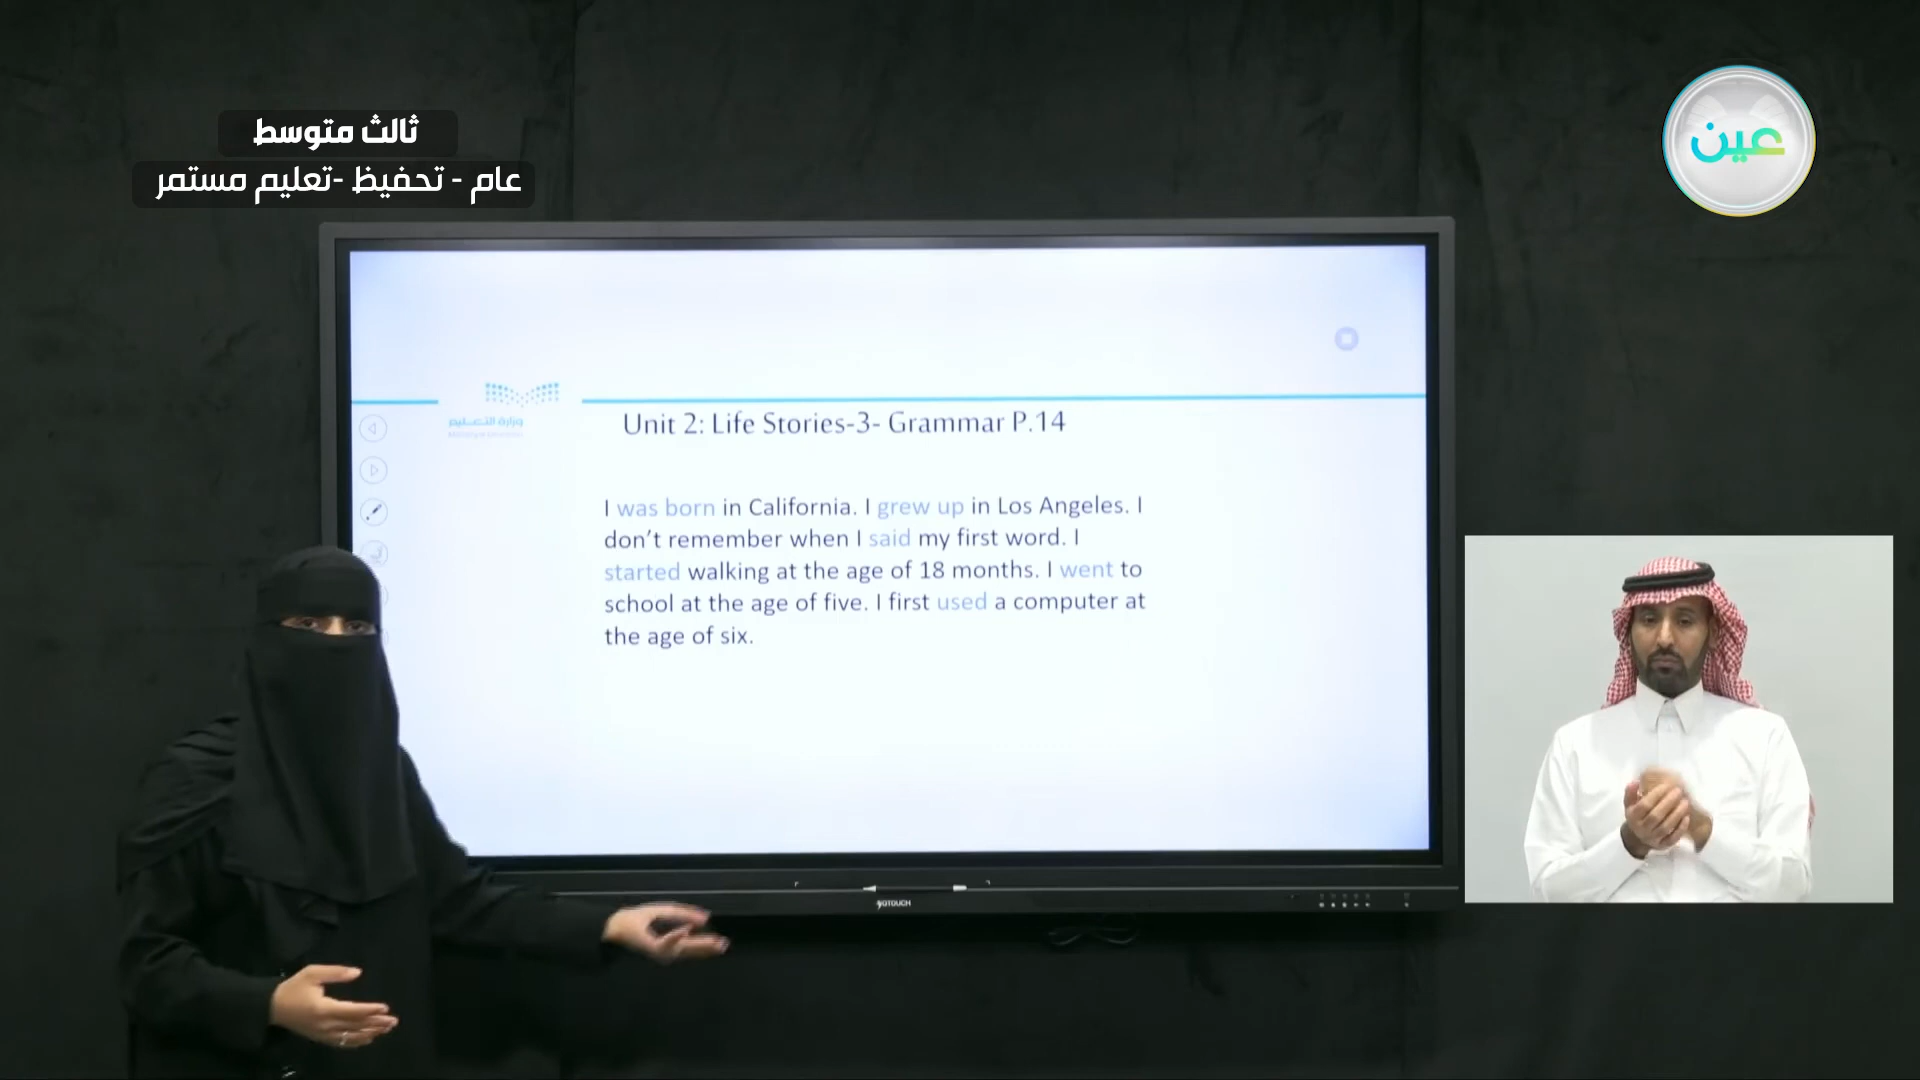 ثالث متوسط
عام - تحفيظ -تعليم مستمر
عين
وزارة التعليم
Unit 2: Life Stories-3- Grammar P.14
I was born in California. I grew up in Los Angeles. I
don't remember when I said my first word. I
started walking at the age of 18 months. I went to
school at the age of five. I first used a computer at
the age of six.